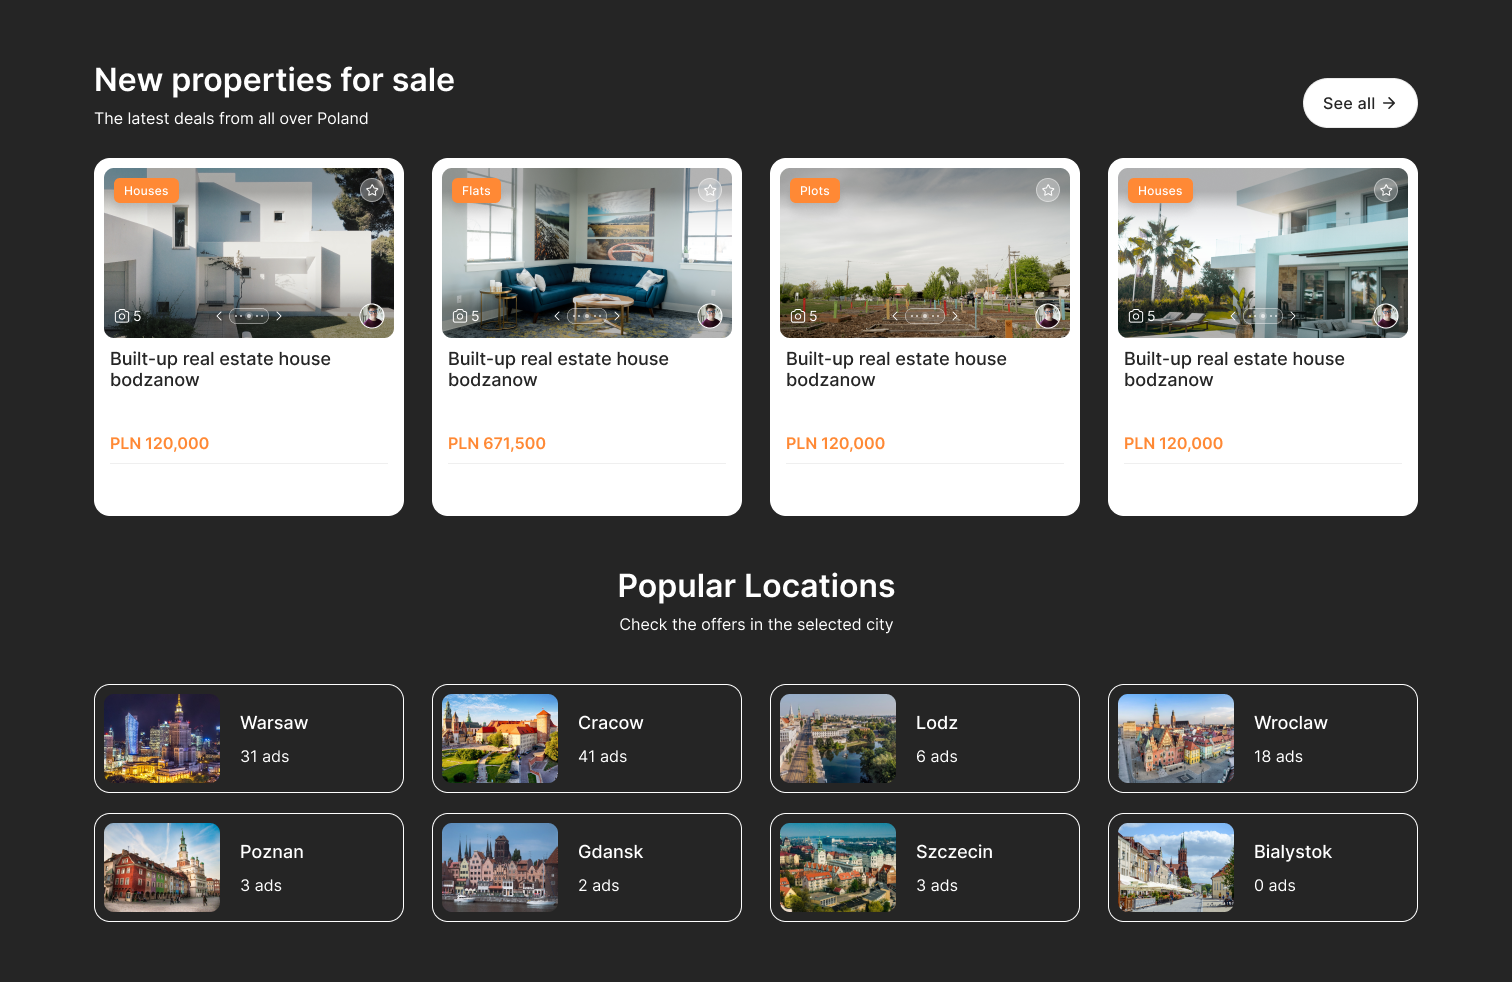 New properties for sale
The latest deals from all over Poland
See all
Houses
5
Built-up real estate house
bodzanow
PLN 120,000
Flats
5
Built-up real estate house
bodzanow
PLN 671,500
Plots
5
Built-up real estate house
bodzanow
PLN 120,000
Houses
5
Built-up real estate house
bodzanow
PLN 120,000
Popular Locations
Check the offers in the selected city
Warsaw
31 ads
Cracow
41 ads
Lodz
6 ads
Wroclaw
18 ads
Poznan
3 ads
Gdansk
2 ads
Szczecin
3 ads
Bialystok
0 ads